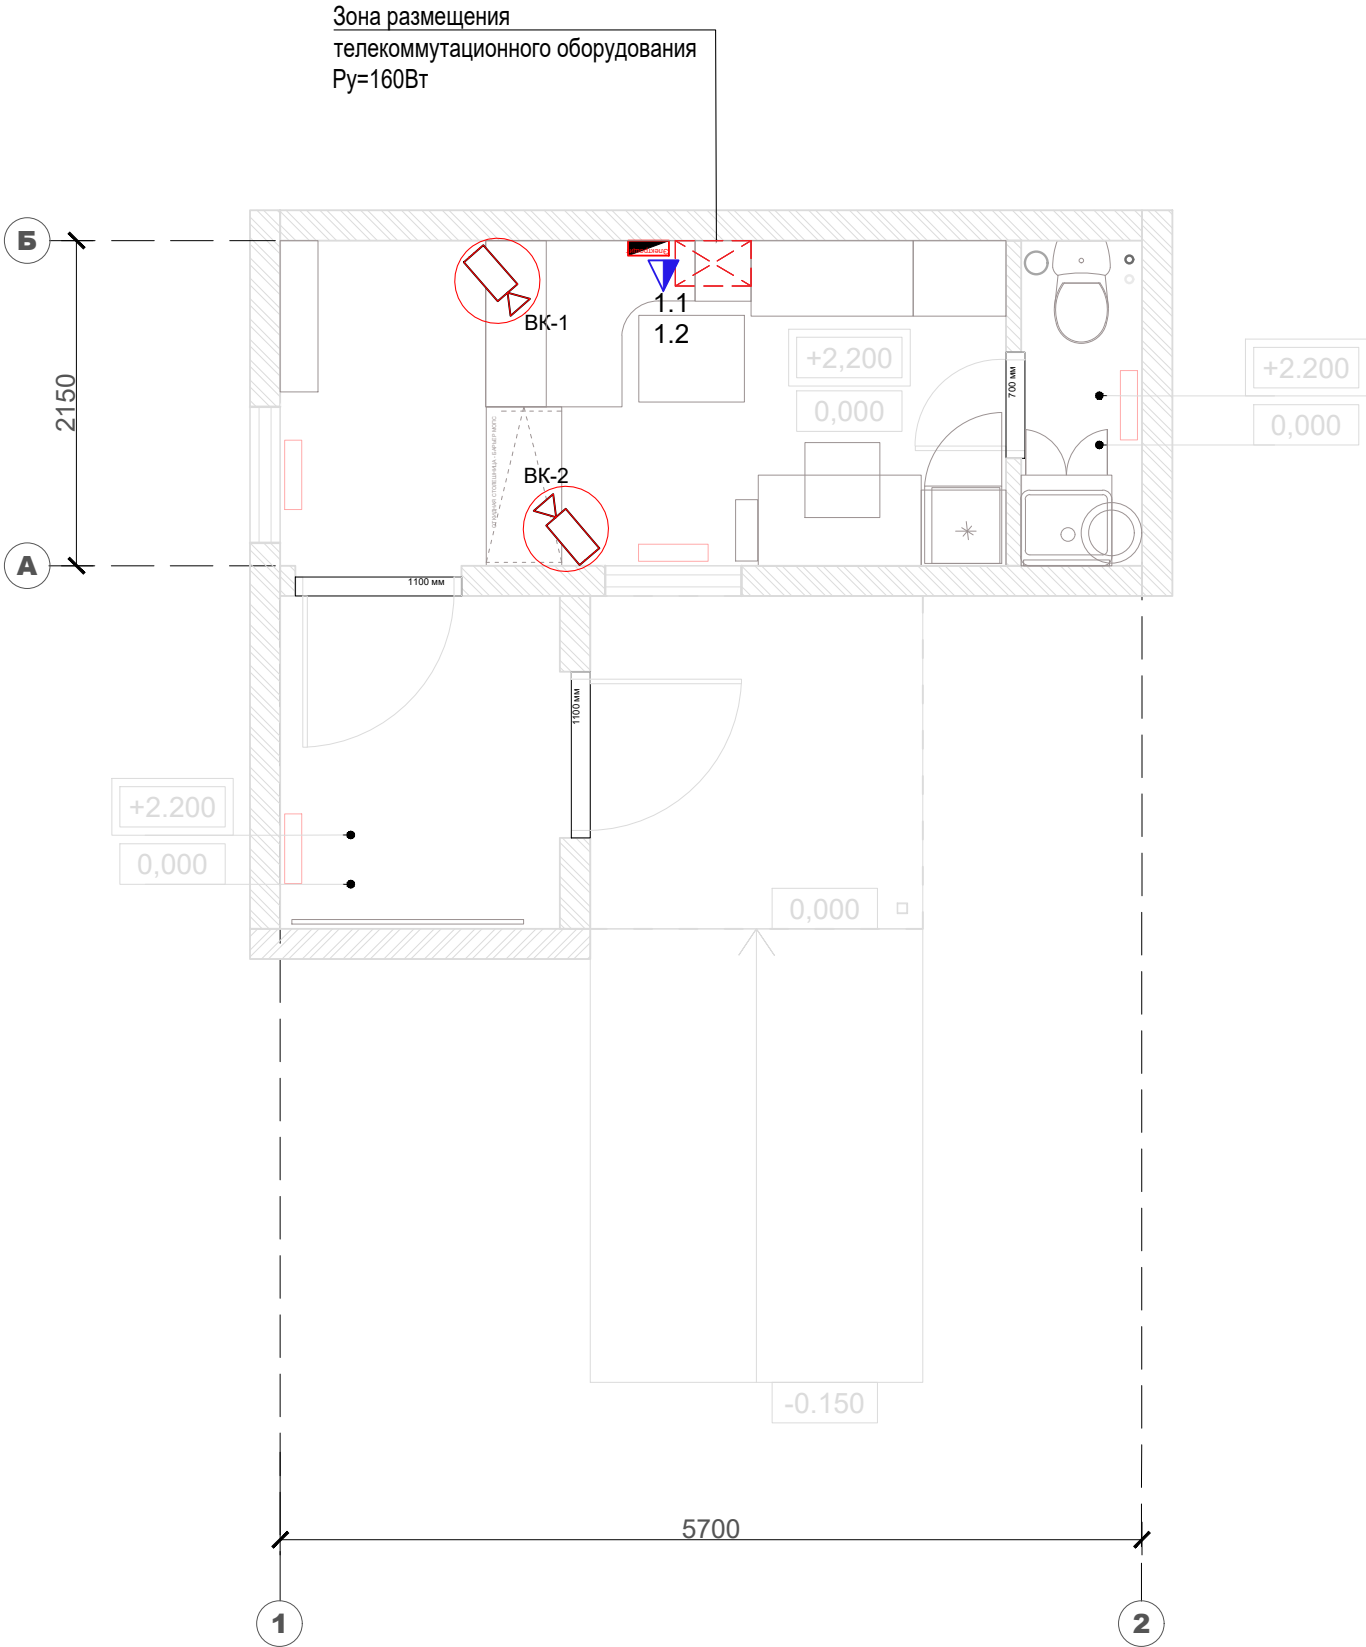 Зона размещения
телекоммутационного оборудования
Ру=160Вт
Б
А
2150
ВК-1
1.1
1.2
+2,200
0,000
700 мм
+2.200
0,000
ВК-2
1100 мм
1100 мм
+2.200
0,000
0,000
-0.150
5700
1
2